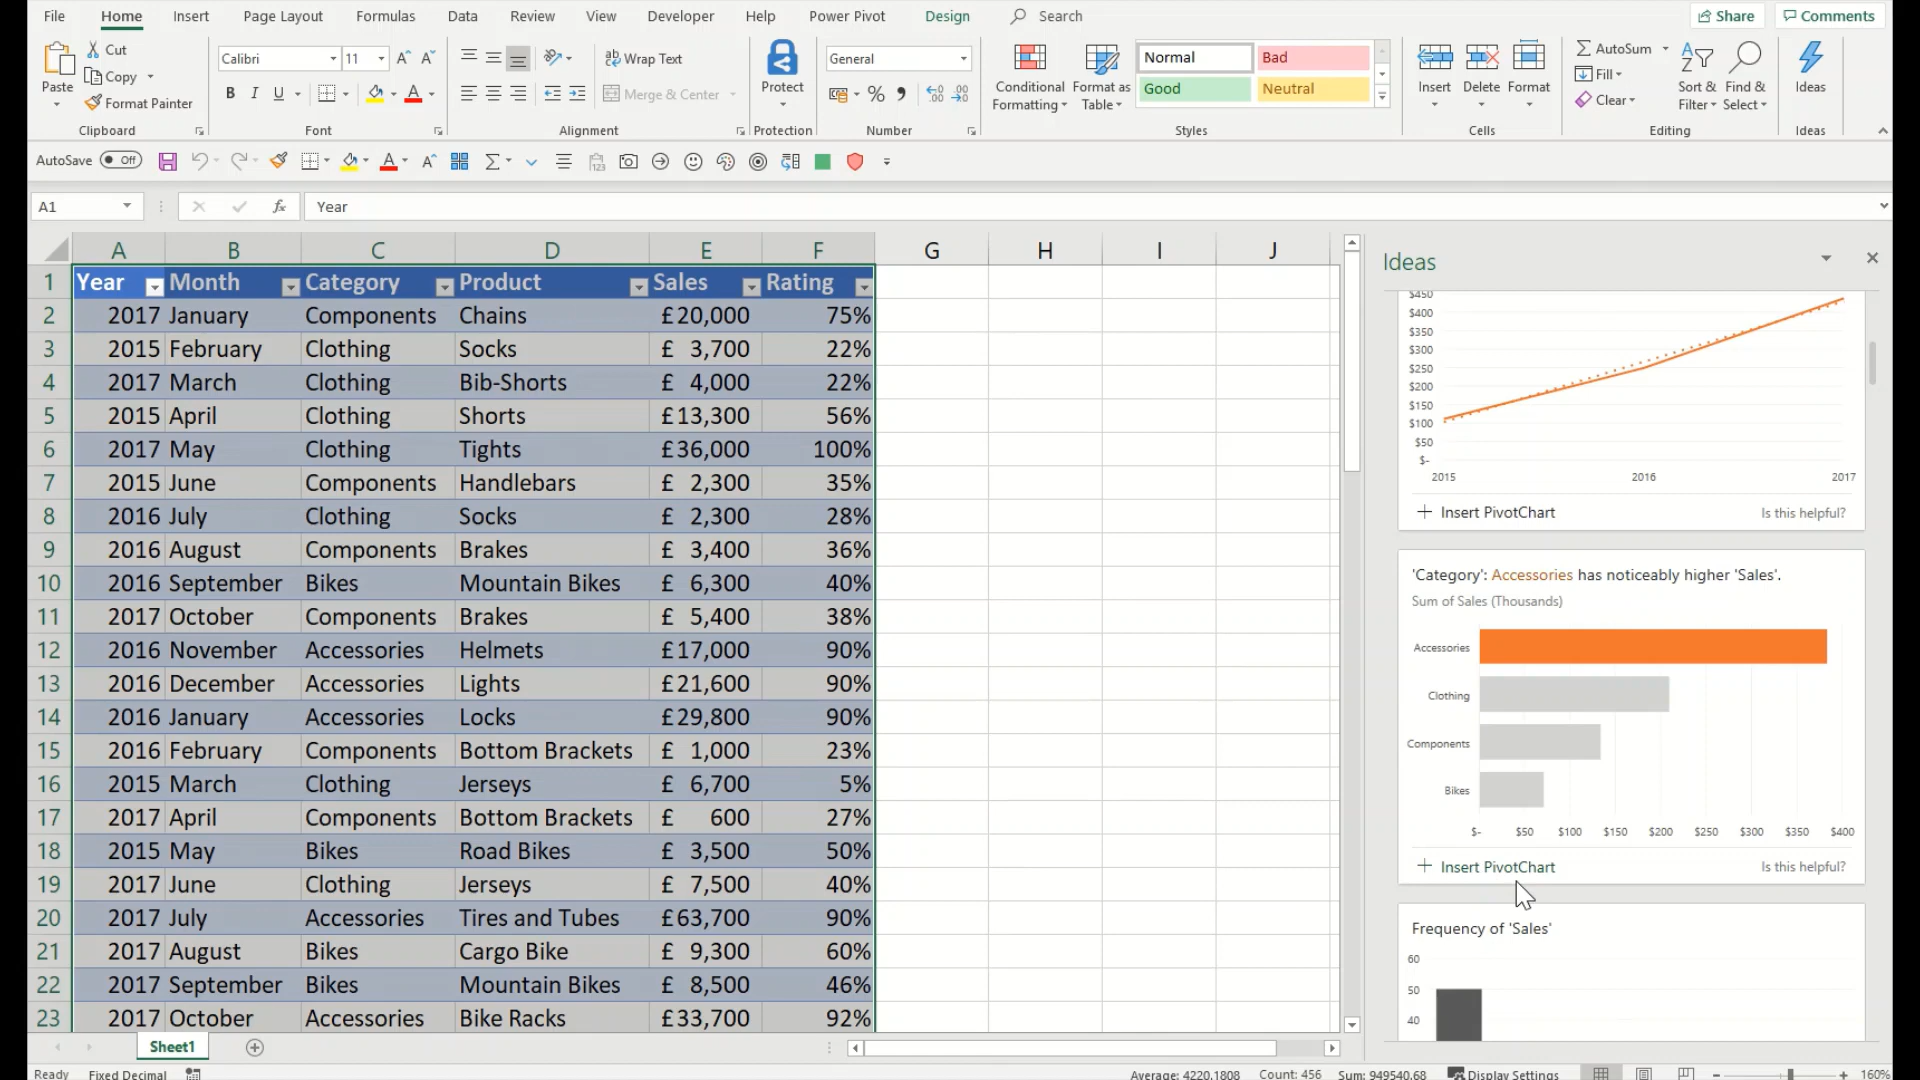 File Home Insert Page Layout Formulas Data Review View Developer Help Power Pivot Design Search Share Comments
Paste Cut Copy Format Painter
Clipboard
Calibri 11
B I U
Font
Wrap Text
Merge & Center
Alignment
Protect
Protection
General
%
Number
Conditional Formatting
Format as Table
Normal Bad
Good Neutral
Styles
Insert Delete Format
Cells
AutoSum
Fill
Clear
Sort & Filter
Find & Select
Editing
Ideas
Ideas
AutoSave Off
A1 fx Year
A B C D E F G H I J
1 Year Month Category Product Sales Rating
2 2017 January Components Chains £20,000 75%
3 2015 February Clothing Socks £ 3,700 22%
4 2017 March Clothing Bib-Shorts £ 4,000 22%
5 2015 April Clothing Shorts £13,300 56%
6 2017 May Clothing Tights £36,000 100%
7 2015 June Components Handlebars £ 2,300 35%
8 2016 July Clothing Socks £ 2,300 28%
9 2016 August Components Brakes £ 3,400 36%
10 2016 September Bikes Mountain Bikes £ 6,300 40%
11 2017 October Components Brakes £ 5,400 38%
12 2016 November Accessories Helmets £17,000 90%
13 2016 December Accessories Lights £21,600 90%
14 2016 January Accessories Locks £29,800 90%
15 2016 February Components Bottom Brackets £ 1,000 23%
16 2015 March Clothing Jerseys £ 6,700 5%
17 2017 April Components Bottom Brackets £ 600 27%
18 2015 May Bikes Road Bikes £ 3,500 50%
19 2017 June Clothing Jerseys £ 7,500 40%
20 2017 July Accessories Tires and Tubes £63,700 90%
21 2017 August Bikes Cargo Bike £ 9,300 60%
22 2017 September Bikes Mountain Bikes £ 8,500 46%
23 2017 October Accessories Bike Racks £33,700 92%
Ideas
$450
$400
$350
$300
$250
$200
$150
$100
$50
$-
2015 2016 2017
Insert PivotChart Is this helpful?
'Category': Accessories has noticeably higher 'Sales'.
Sum of Sales (Thousands)
Accessories
Clothing
Components
Bikes
$- $50 $100 $150 $200 $250 $300 $350 $400
Insert PivotChart Is this helpful?
Frequency of 'Sales'
60
50
40
Sheet1
Ready Fixed Decimal Average: 4220.1808 Count: 456 Sum: 949540.68 Display Settings 160%